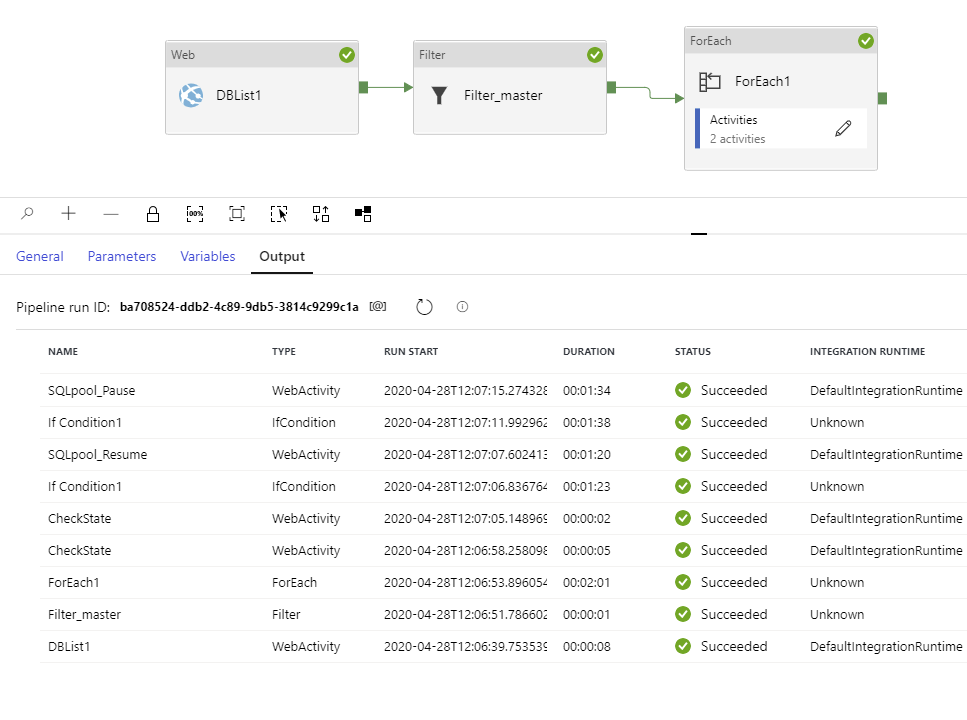 Web
DBList1
Filter
Filter_master
ForEach
ForEach1
Activities
2 activities
100%
General Parameters Variables Output
Pipeline run ID: ba708524-ddb2-4c89-9db5-3814c9299c1a [@]
NAME TYPE RUN START DURATION STATUS INTEGRATION RUNTIME
SQLpool_Pause WebActivity 2020-04-28T12:07:15.274328 00:01:34 Succeeded DefaultIntegrationRuntime
If Condition1 IfCondition 2020-04-28T12:07:11.992962 00:01:38 Succeeded Unknown
SQLpool_Resume WebActivity 2020-04-28T12:07:07.602413 00:01:20 Succeeded DefaultIntegrationRuntime
If Condition1 IfCondition 2020-04-28T12:07:06.836764 00:01:23 Succeeded Unknown
CheckState WebActivity 2020-04-28T12:07:05.148969 00:00:02 Succeeded DefaultIntegrationRuntime
CheckState WebActivity 2020-04-28T12:06:58.258098 00:00:05 Succeeded DefaultIntegrationRuntime
ForEach1 ForEach 2020-04-28T12:06:53.896054 00:02:01 Succeeded Unknown
Filter_master Filter 2020-04-28T12:06:51.786602 00:00:01 Succeeded Unknown
DBList1 WebActivity 2020-04-28T12:06:39.753539 00:00:08 Succeeded DefaultIntegrationRuntime